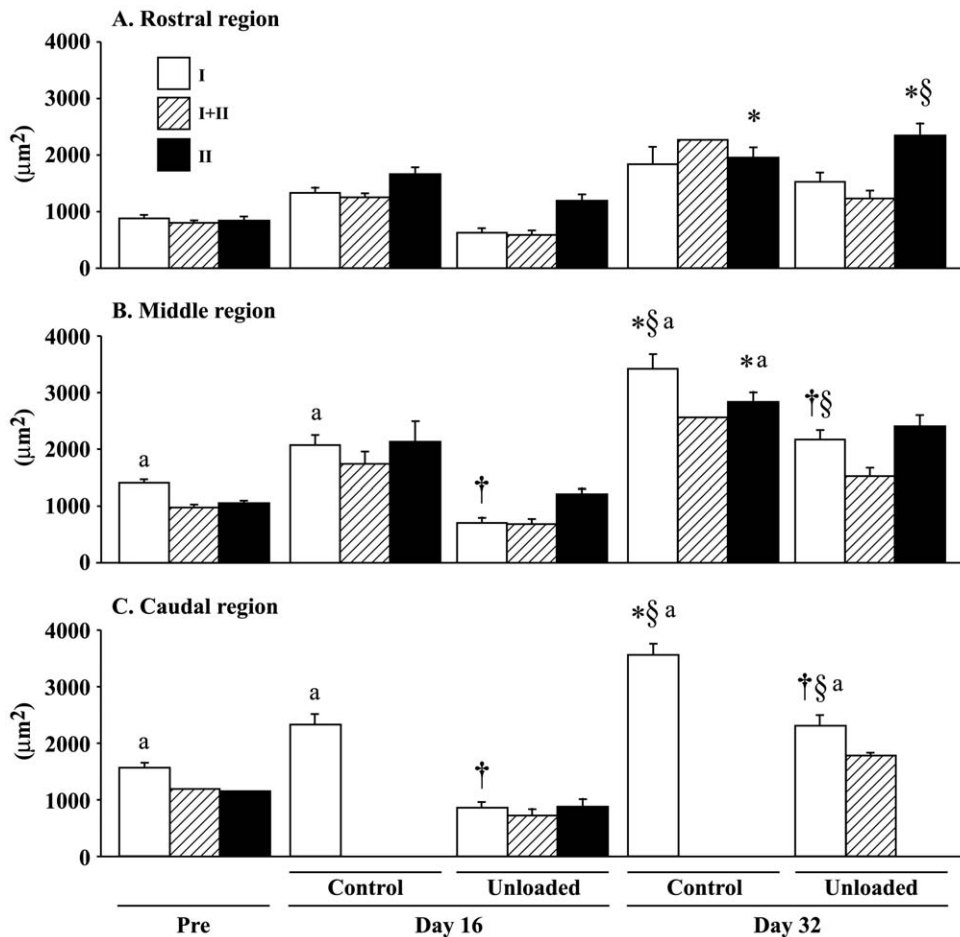 A. Rostral region
4000
3000
2000
1000
0
(μm²)
I
I+II
II
*
*§
B. Middle region
4000
3000
2000
1000
0
(μm²)
a
a
†
*§ a
* a
†§
C. Caudal region
4000
3000
2000
1000
0
(μm²)
a
a
†
*§ a
†§ a
Control Unloaded Control Unloaded
Pre Day 16 Day 32